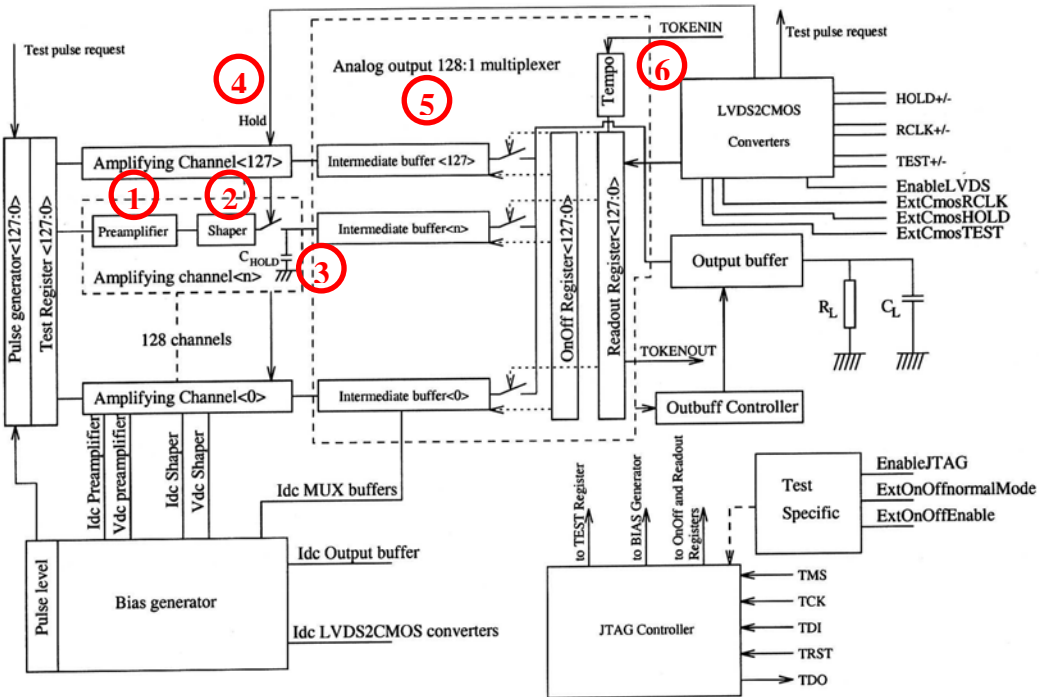 Test pulse request
TOKENIN
Test pulse request
4
6
Analog output 128:1 multiplexer
5
Tempo
LVDS2CMOS
Converters
HOLD+/-
RCLK+/-
TEST+/-
EnableLVDS
ExtCmosRCLK
ExtCmosHOLD
ExtCmosTEST
Hold
Pulse generator<127:0>
Test Register <127:0>
Amplifying Channel<127>
Intermediate buffer <127>
1
2
Preamplifier
Shaper
CHOLD
3
Amplifying channel<n>
Intermediate buffer<n>
OnOff Register<127:0>
Readout Register<127:0>
Output buffer
RL
CL
128 channels
TOKENOUT
Amplifying Channel<0>
Intermediate buffer<0>
Outbuff Controller
Idc Preamplifier
Vdc preamplifier
Idc Shaper
Vdc Shaper
Idc MUX buffers
Pulse level
Bias generator
Idc Output buffer
Idc LVDS2CMOS converters
to TEST Register
to BIAS Generator
to OnOff and Readout
Registers
Test
Specific
EnableJTAG
ExtOnOffnormalMode
ExtOnOffEnable
JTAG Controller
TMS
TCK
TDI
TRST
TDO